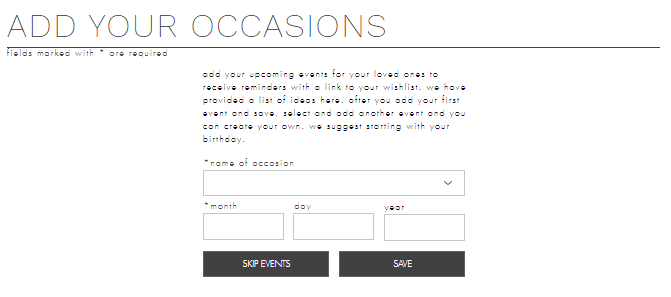 ADD YOUR OCCASIONS
fields marked with * are required
add your upcoming events for your loved ones to
receive reminders with a link to your wishlist. we have
provided a list of ideas here. after you add your first
event and save, select and add another event and you
can create your own. we suggest starting with your
birthday.
*name of occasion
*month day year
SKIP EVENTS SAVE